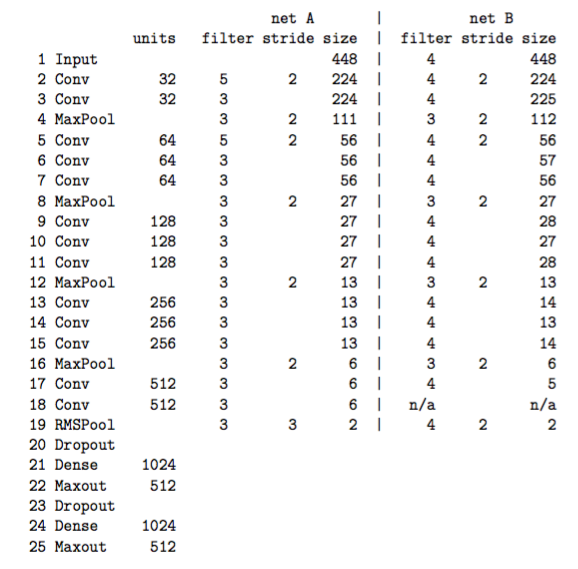 net A | net B
units filter stride size | filter stride size
1 Input 448 | 4 448
2 Conv 32 5 2 224 | 4 2 224
3 Conv 32 3 224 | 4 225
4 MaxPool 3 2 111 | 3 2 112
5 Conv 64 5 2 56 | 4 2 56
6 Conv 64 3 56 | 4 57
7 Conv 64 3 56 | 4 56
8 MaxPool 3 2 27 | 3 2 27
9 Conv 128 3 27 | 4 28
10 Conv 128 3 27 | 4 27
11 Conv 128 3 27 | 4 28
12 MaxPool 3 2 13 | 3 2 13
13 Conv 256 3 13 | 4 14
14 Conv 256 3 13 | 4 13
15 Conv 256 3 13 | 4 14
16 MaxPool 3 2 6 | 3 2 6
17 Conv 512 3 6 | 4 5
18 Conv 512 3 6 | n/a n/a
19 RMSPool 3 3 2 | 4 2 2
20 Dropout
21 Dense 1024
22 Maxout 512
23 Dropout
24 Dense 1024
25 Maxout 512